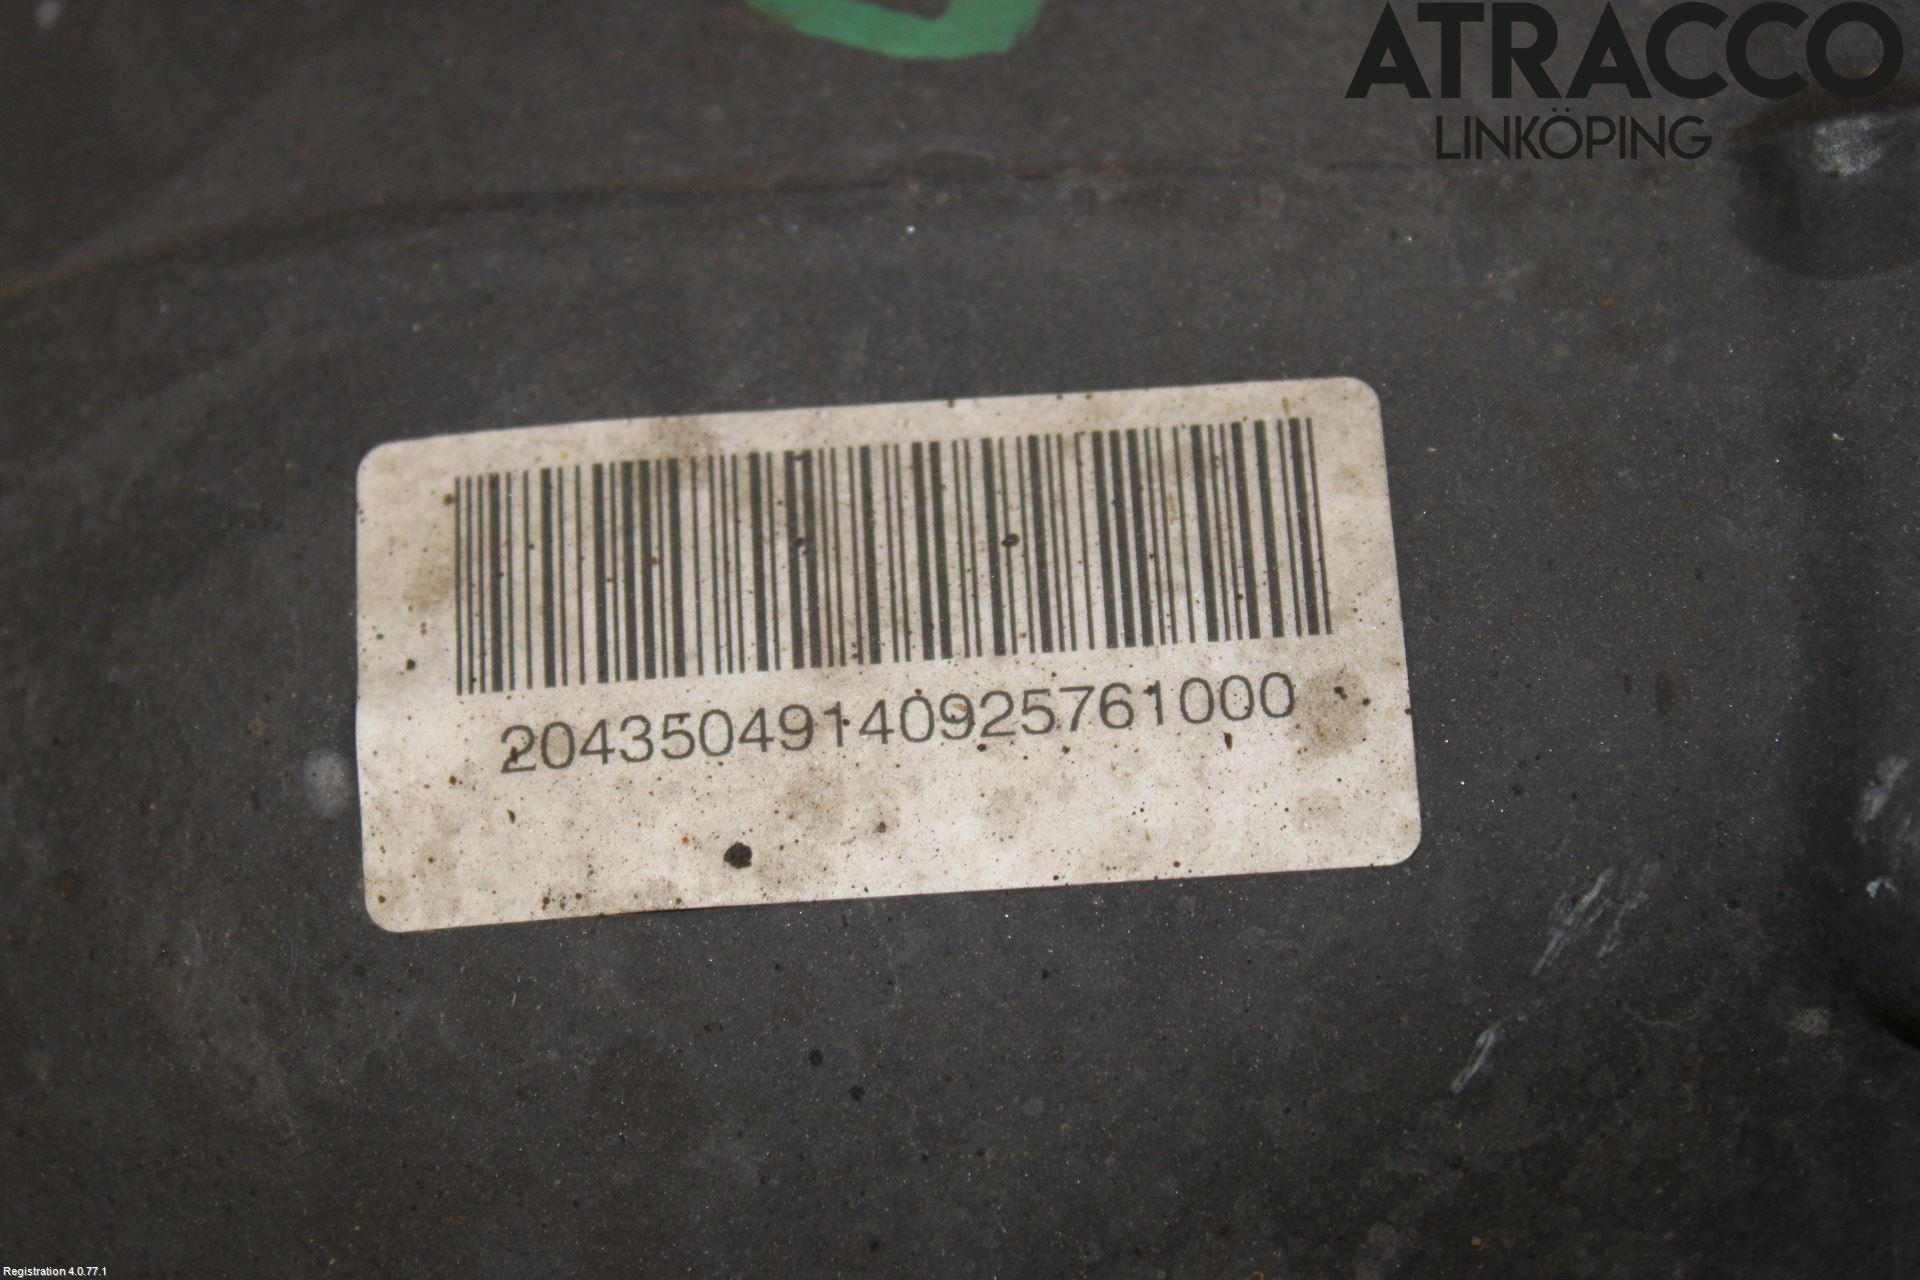 ATRACCO
LINKÖPING
20435049140925761000
Registration 4.0.77.1